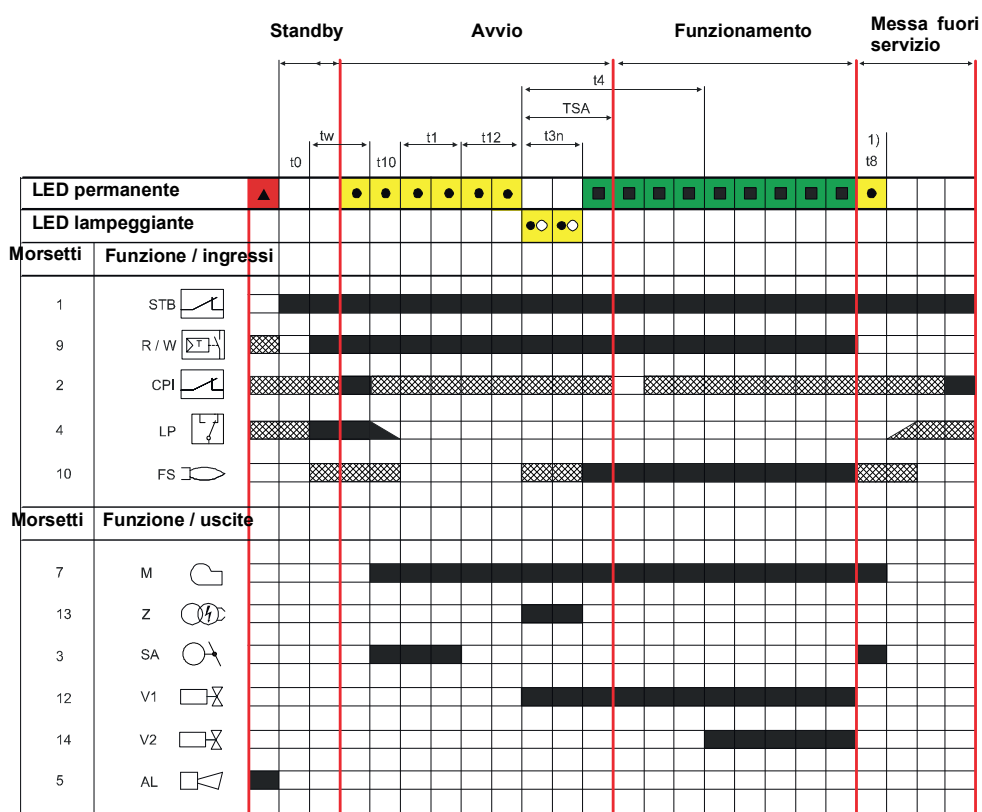 Standby Avvio Funzionamento Messa fuori
servizio
t4
TSA
tw t1 t12 t3n 1)
t0 t10 t8
LED permanente
LED lampeggiante
Morsetti Funzione / ingressi
1 STB
9 R / W T
2 CPI
4 LP
10 FS
Morsetti Funzione / uscite
7 M
13 Z
3 SA
12 V1
14 V2
5 AL